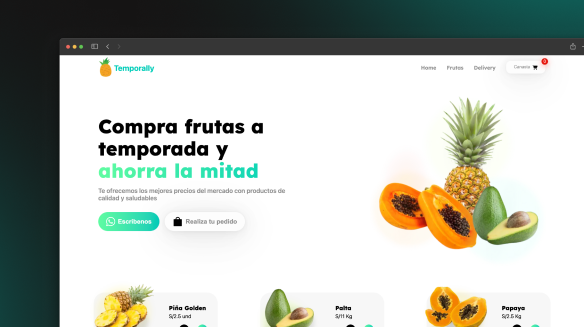 Temporally
Home Frutas Delivery Canasta 0
Compra frutas a
temporada y
ahorra la mitad
Te ofrecemos los mejores precios del mercado con productos de
calidad y saludables
Escríbenos Realiza tu pedido
Piña Golden
S/2.5 und
Palta
S/11 Kg
Papaya
S/2.5 Kg